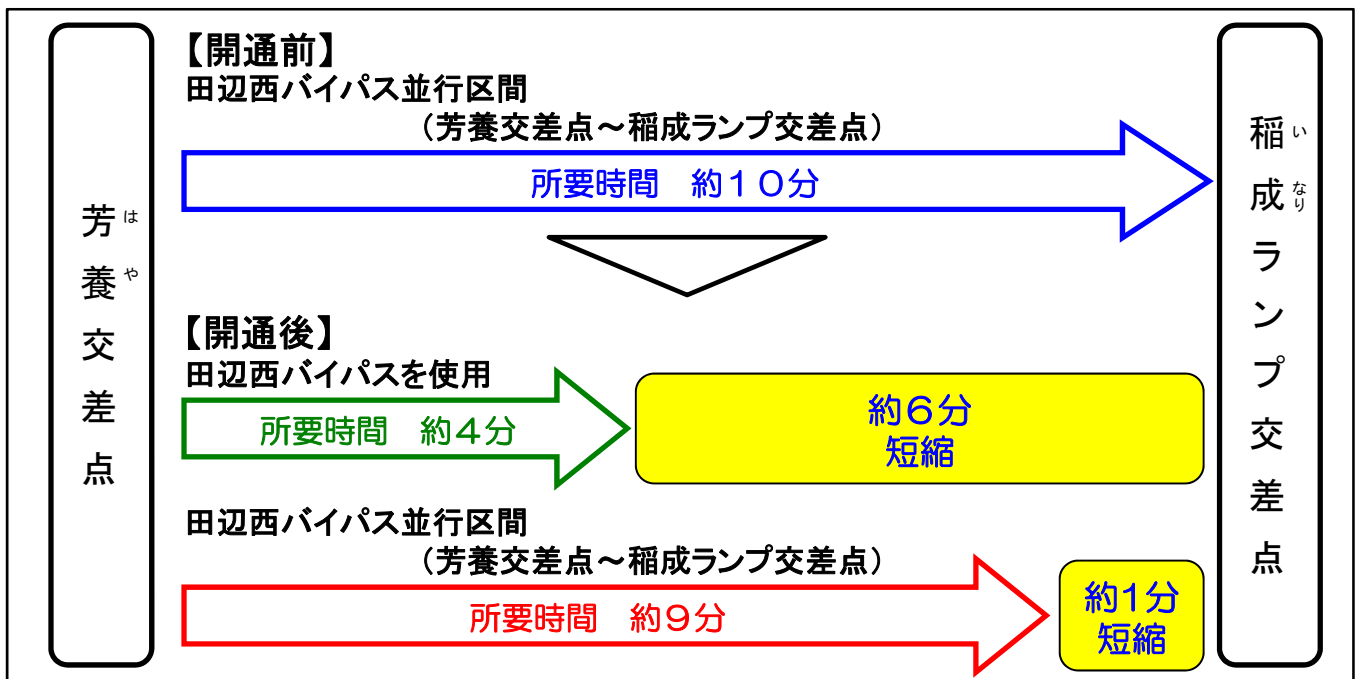 芳養交差点
はや
【開通前】
田辺西バイパス並行区間
(芳養交差点～稲成ランプ交差点)
所要時間　約１０分
【開通後】
田辺西バイパスを使用
所要時間　約４分
約６分
短縮
田辺西バイパス並行区間
(芳養交差点～稲成ランプ交差点)
所要時間　約９分
約１分
短縮
稲成ランプ交差点
いなり